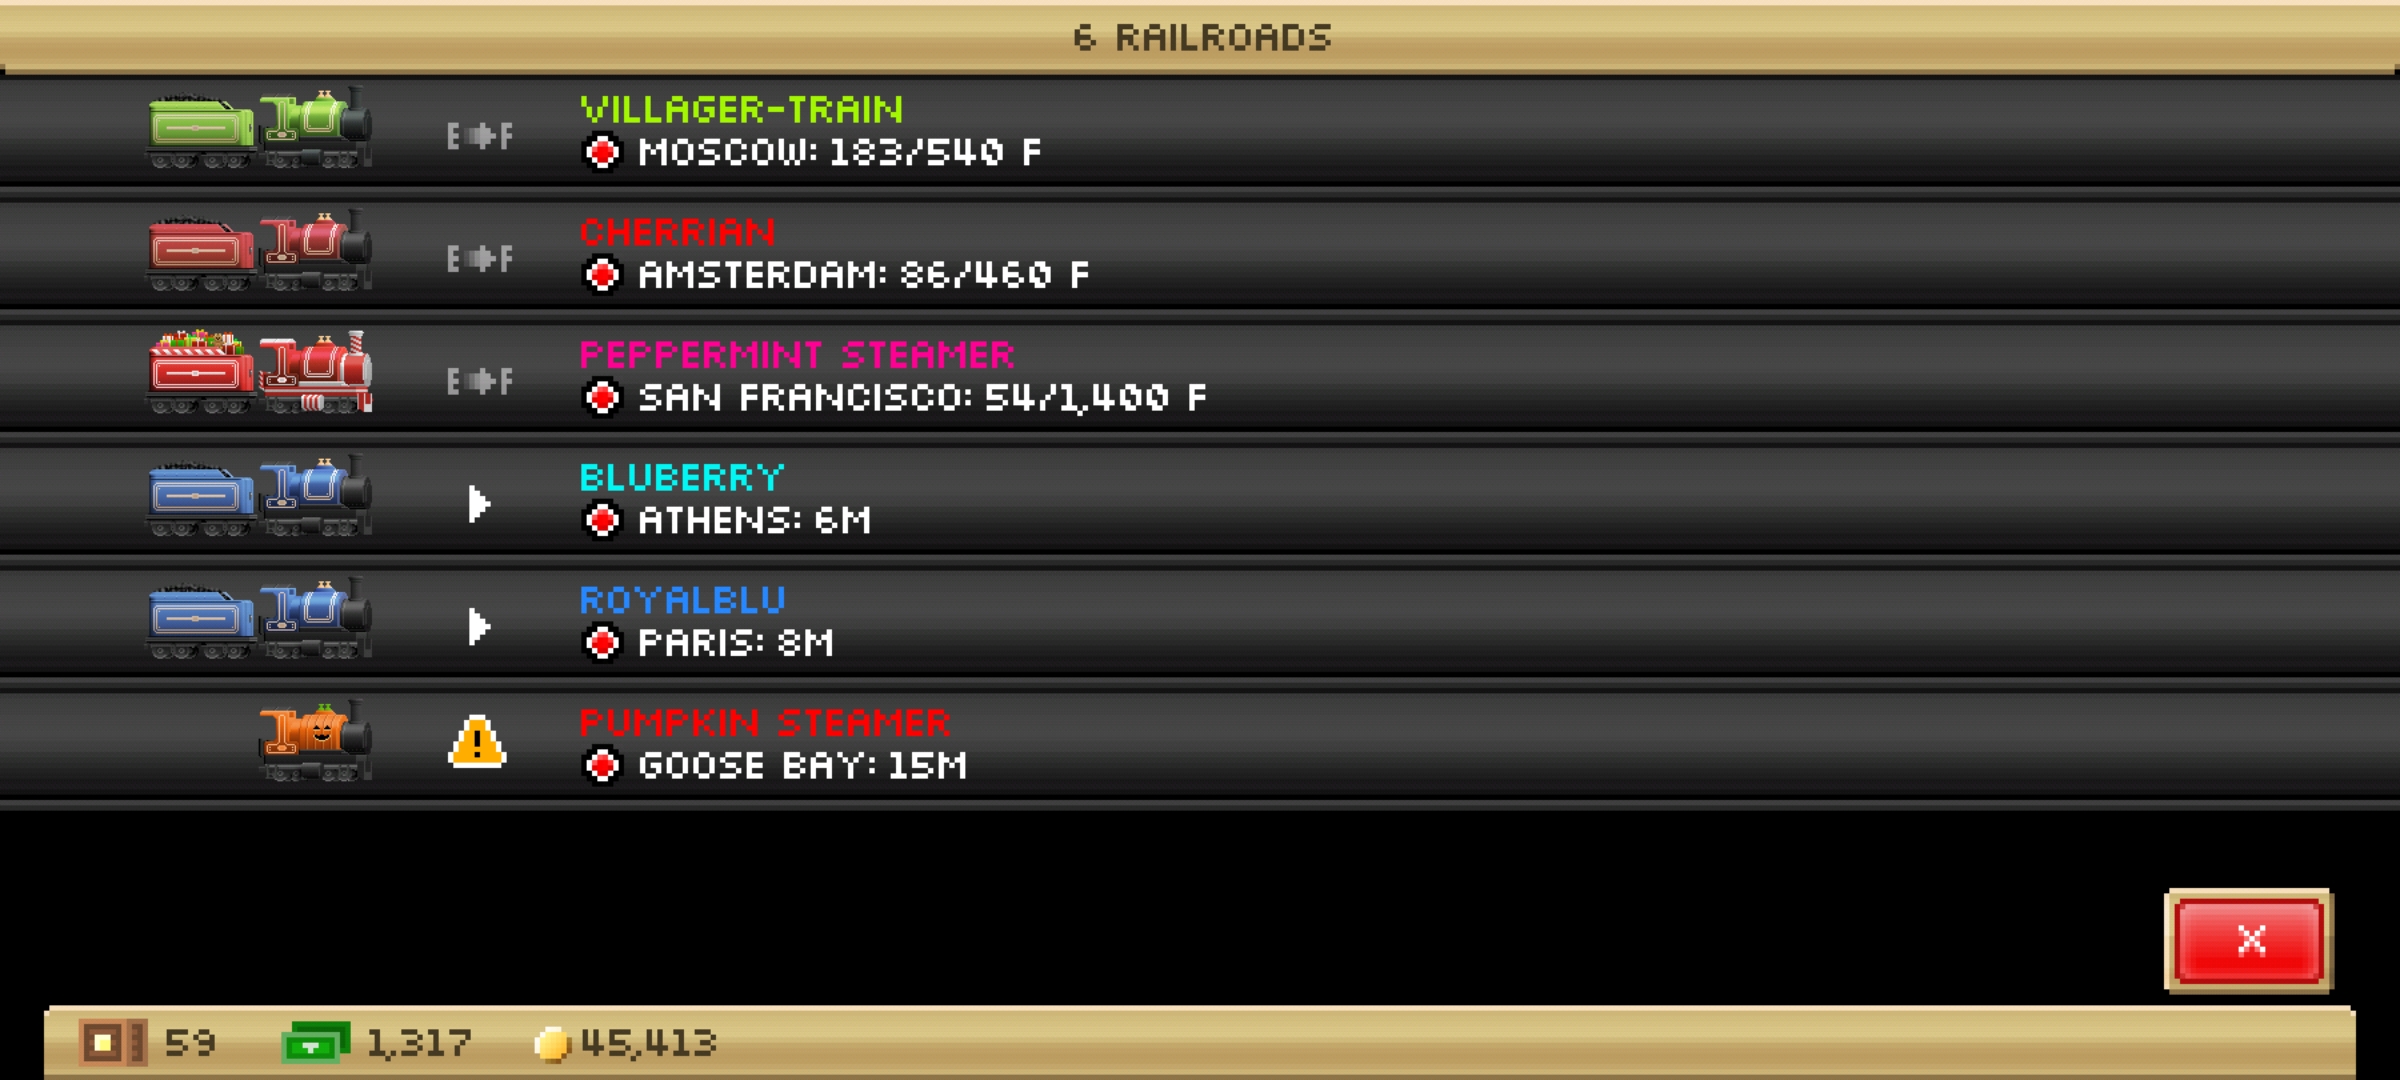 6 RAILROADS
VILLAGER-TRAIN
E F
MOSCOW: 183/540 F
CHERRIAN
E F
AMSTERDAM: 86/460 F
PEPPERMINT STEAMER
E F
SAN FRANCISCO: 54/1,400 F
BLUBERRY
ATHENS: 6M
ROYALBLU
PARIS: 8M
PUMPKIN STEAMER
!
GOOSE BAY: 15M
X
59 1,317 45,413